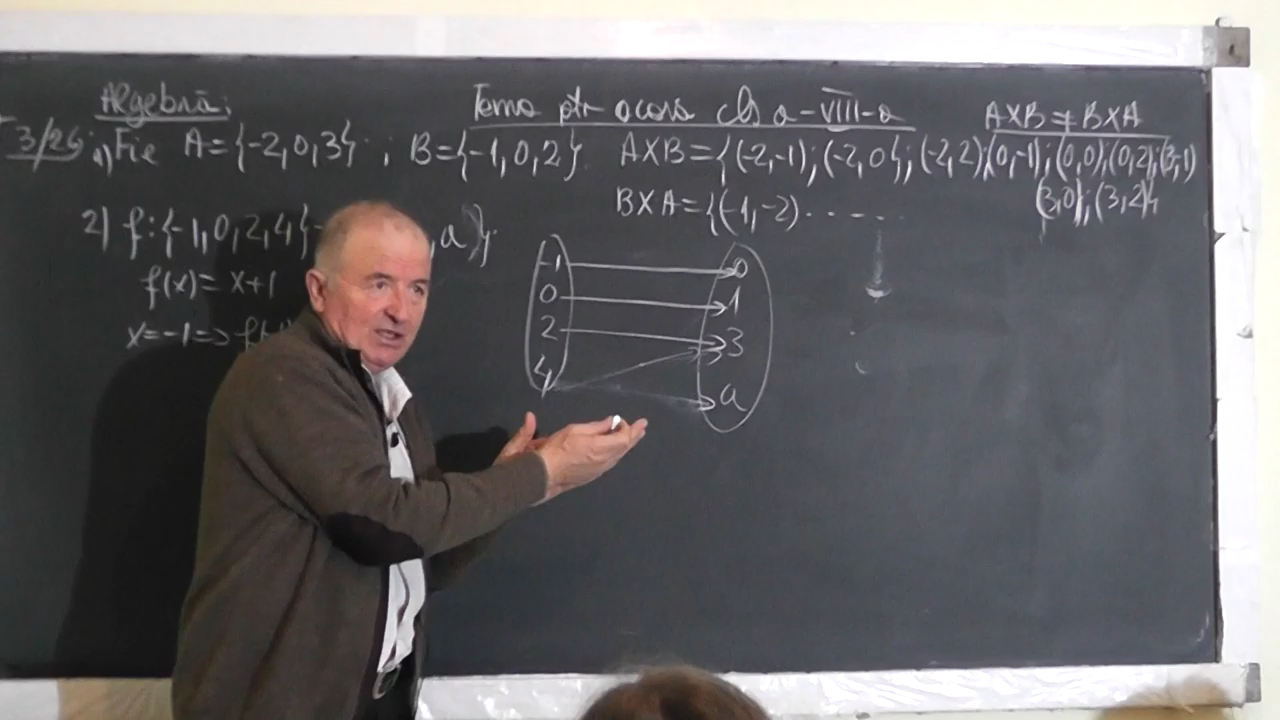 Algebră:
Tema ptr acasă cls a-VIII-a
A×B ≠ B×A
3/26
1) Fie A={-2,0,3} ; B={-1,0,2}. A×B={(-2,-1);(-2,0);(-2,2);(0,-1);(0,0);(0,2);(3,-1)
(3,0);(3,2)}
B×A={(-1,-2).....
2) f:{-1,0,2,4} ,a}.
f(x)=x+1
x=-1=> f(
-1 0
0 1
2 3
4 a